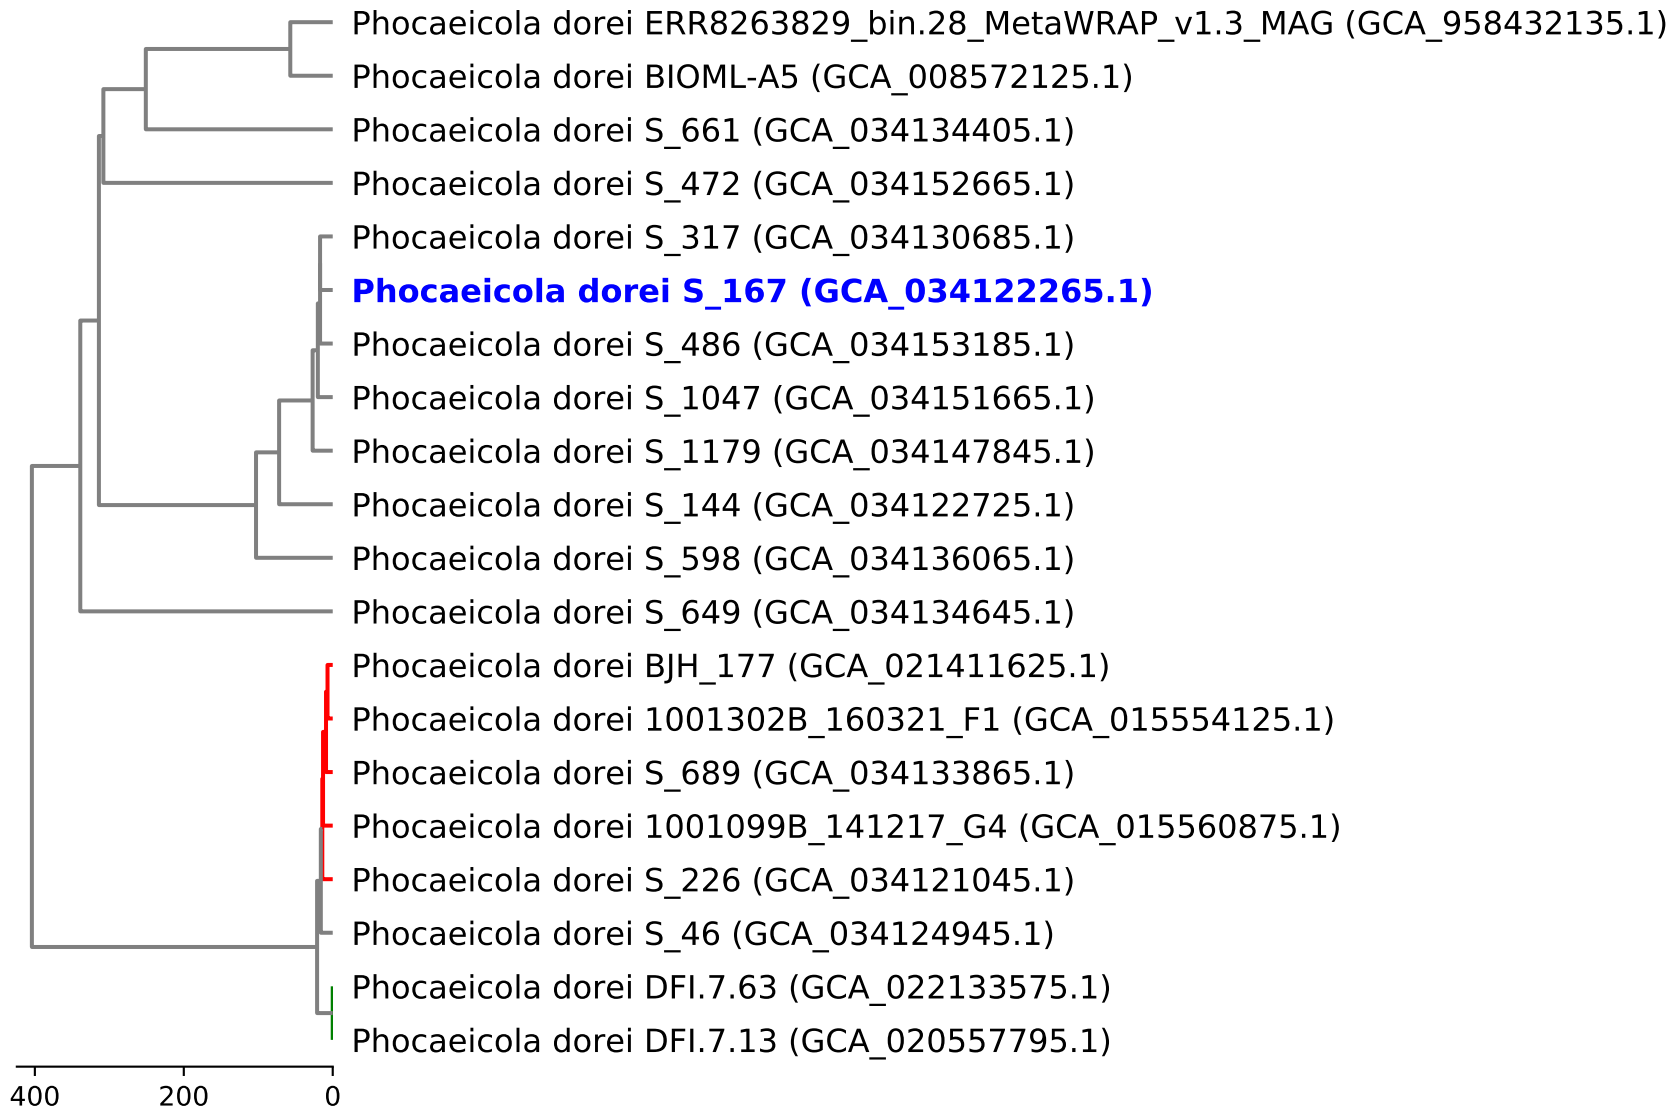 Phocaeicola dorei ERR8263829_bin.28_MetaWRAP_v1.3_MAG (GCA_958432135.1)
Phocaeicola dorei BIOML-A5 (GCA_008572125.1)
Phocaeicola dorei S_661 (GCA_034134405.1)
Phocaeicola dorei S_472 (GCA_034152665.1)
Phocaeicola dorei S_317 (GCA_034130685.1)
Phocaeicola dorei S_167 (GCA_034122265.1)
Phocaeicola dorei S_486 (GCA_034153185.1)
Phocaeicola dorei S_1047 (GCA_034151665.1)
Phocaeicola dorei S_1179 (GCA_034147845.1)
Phocaeicola dorei S_144 (GCA_034122725.1)
Phocaeicola dorei S_598 (GCA_034136065.1)
Phocaeicola dorei S_649 (GCA_034134645.1)
Phocaeicola dorei BJH_177 (GCA_021411625.1)
Phocaeicola dorei 1001302B_160321_F1 (GCA_015554125.1)
Phocaeicola dorei S_689 (GCA_034133865.1)
Phocaeicola dorei 1001099B_141217_G4 (GCA_015560875.1)
Phocaeicola dorei S_226 (GCA_034121045.1)
Phocaeicola dorei S_46 (GCA_034124945.1)
Phocaeicola dorei DFI.7.63 (GCA_022133575.1)
Phocaeicola dorei DFI.7.13 (GCA_020557795.1)
400 200 0